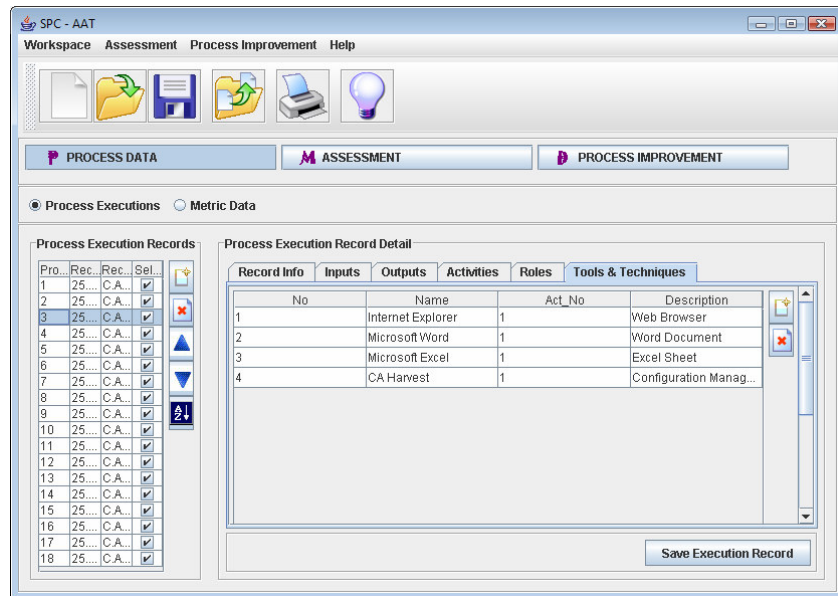 SPC - AAT
Workspace Assessment Process Improvement Help
P PROCESS DATA M ASSESSMENT D PROCESS IMPROVEMENT
Process Executions Metric Data
Process Execution Records Process Execution Record Detail
Record Info Inputs Outputs Activities Roles Tools & Techniques
Pro... Rec... Rec... Sel...
No Name Act_No Description
1 25.... C.A...
2 25.... C.A...
3 25.... C.A...
4 25.... C.A...
5 25.... C.A...
6 25.... C.A...
7 25.... C.A...
8 25.... C.A...
9 25.... C.A...
10 25.... C.A...
11 25.... C.A...
12 25.... C.A...
13 25.... C.A...
14 25.... C.A...
15 25.... C.A...
16 25.... C.A...
17 25.... C.A...
18 25.... C.A...
A Z
1 Internet Explorer 1 Web Browser
2 Microsoft Word 1 Word Document
3 Microsoft Excel 1 Excel Sheet
4 CA Harvest 1 Configuration Manag...
Save Execution Record